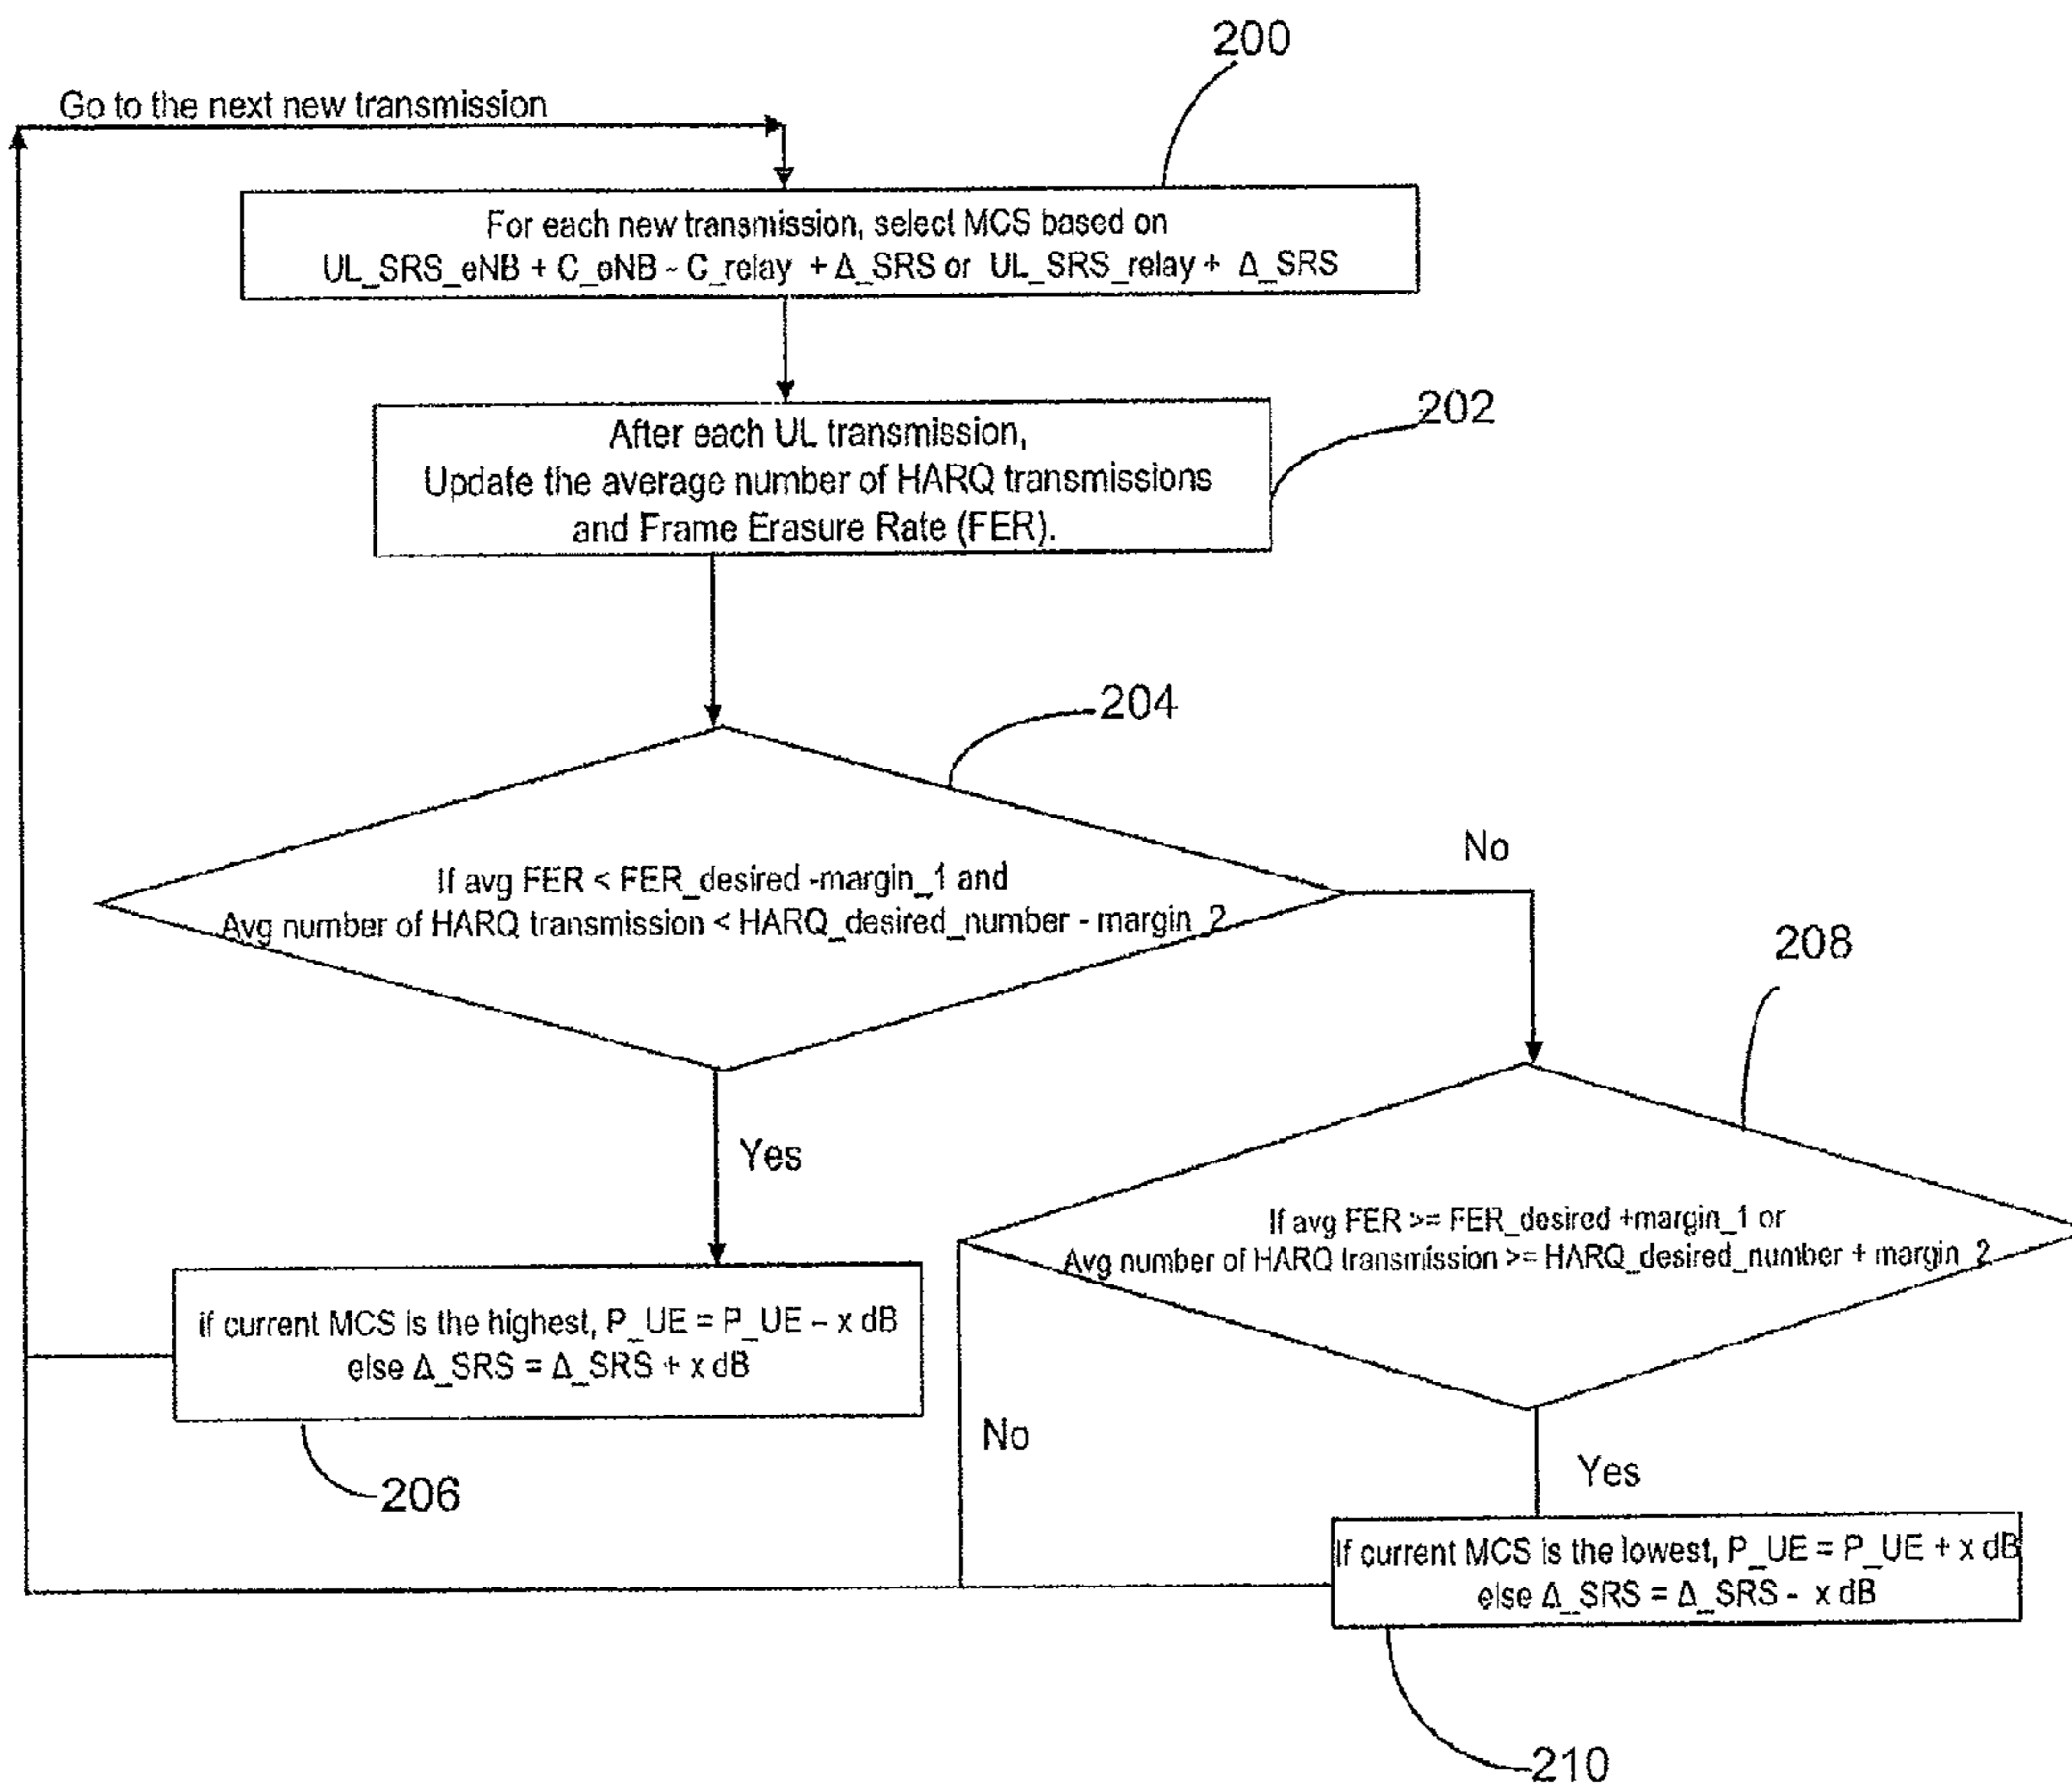 200
Go to the next new transmission
For each new transmission, select MCS based on
UL_SRS_eNB + C_eNB - C_relay + Δ_SRS or UL_SRS_relay + Δ_SRS
202
After each UL transmission,
Update the average number of HARQ transmissions
and Frame Erasure Rate (FER).
204
If avg FER < FER_desired -margin_1 and
Avg number of HARQ transmission < HARQ_desired_number - margin_2
No
208
Yes
If avg FER >= FER_desired +margin_1 or
Avg number of HARQ transmission >= HARQ_desired_number + margin_2
if current MCS is the highest, P_UE = P_UE – x dB
else Δ_SRS = Δ_SRS + x dB
206
No
Yes
If current MCS is the lowest, P_UE = P_UE + x dB
else Δ_SRS = Δ_SRS - x dB
210